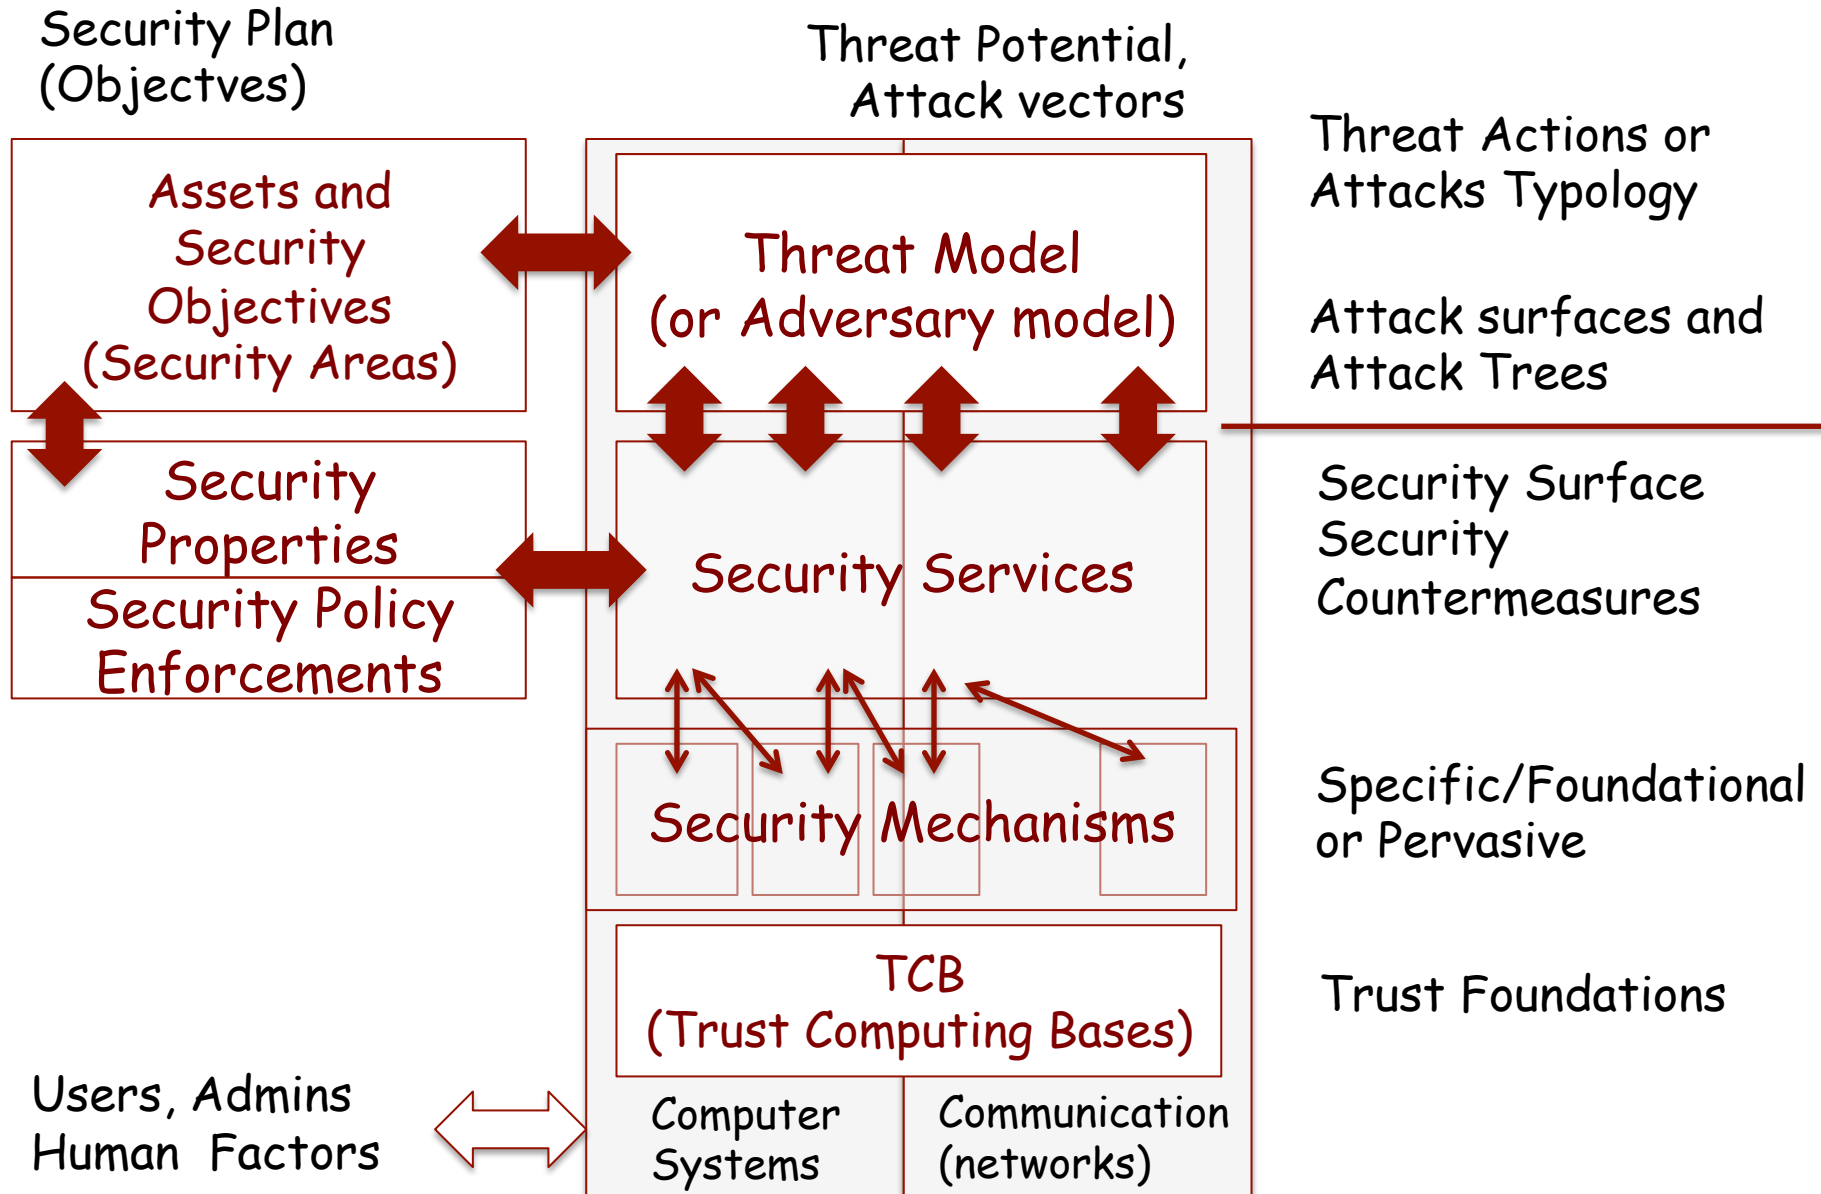 Security Plan
(Objectves)
Threat Potential,
Attack vectors
Assets and
Security
Objectives
(Security Areas)
Threat Model
(or Adversary model)
Threat Actions or
Attacks Typology
Attack surfaces and
Attack Trees
Security
Properties
Security Policy
Enforcements
Security Services
Security Surface
Security
Countermeasures
Security Mechanisms
Specific/Foundational
or Pervasive
TCB
(Trust Computing Bases)
Trust Foundations
Users, Admins
Human Factors
Computer
Systems
Communication
(networks)